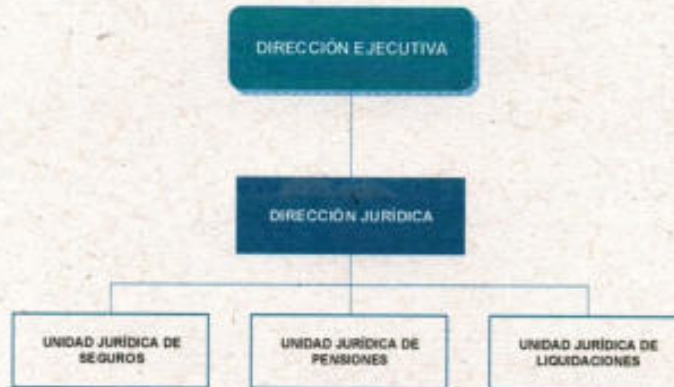 DIRECCIÓN EJECUTIVA
DIRECCIÓN JURÍDICA
UNIDAD JURÍDICA DE
SEGUROS
UNIDAD JURÍDICA DE
PENSIONES
UNIDAD JURÍDICA DE
LIQUIDACIONES